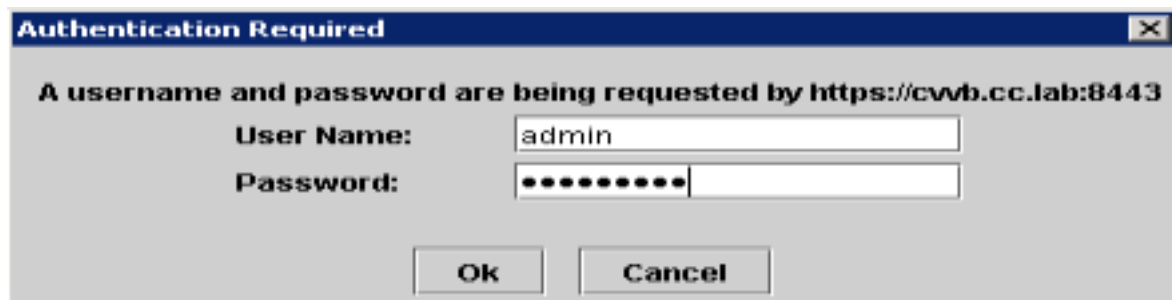 Authentication Required
A username and password are being requested by https://cvvb.cc.lab:8443
User Name: admin
Password: •••••••••
Ok Cancel